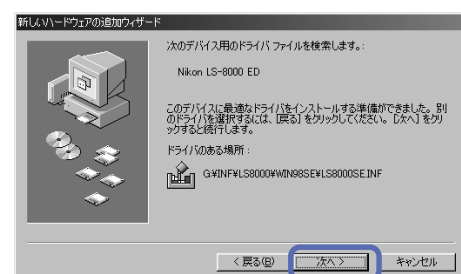 新しいハードウェアの追加ウィザード
次のデバイス用のドライバ ファイルを検索します。:
Nikon LS-8000 ED
このデバイスに最適なドライバをインストールする準備ができました。別
のドライバを選択するには、[戻る] をクリックしてください。[次へ] をクリ
ックすると続行します。
ドライバのある場所:
G:¥INF¥LS8000¥WIN98SE¥LS8000SE.INF
< 戻る(B)
次へ >
キャンセル